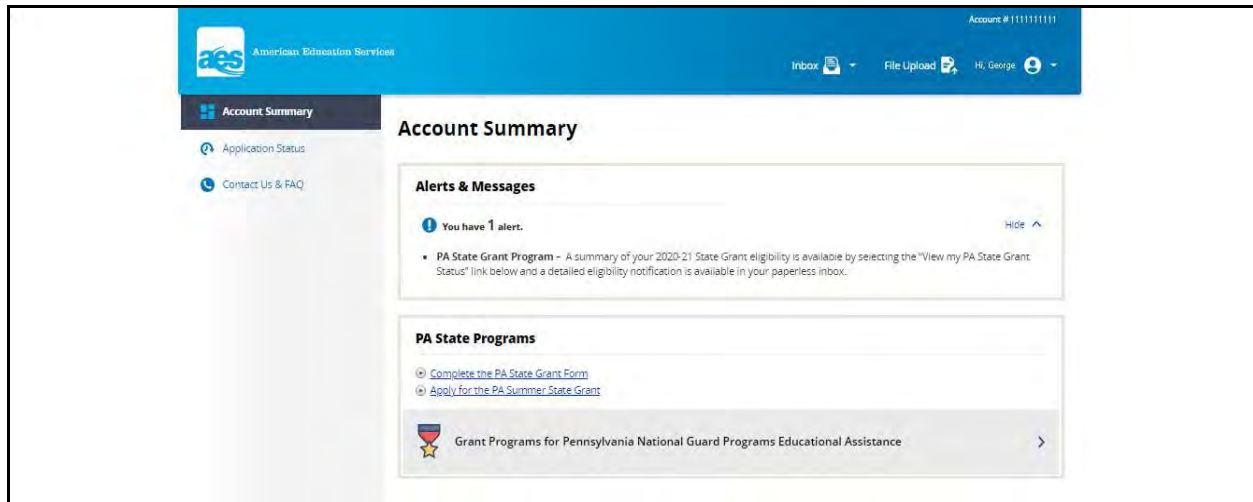 Account # 1111111111
aes American Education Services
Inbox File Upload Hi, George
Account Summary
Application Status
Contact Us & FAQ
Account Summary
Alerts & Messages
You have 1 alert.
Hide
• PA State Grant Program – A summary of your 2020-21 State Grant eligibility is available by selecting the "View my PA State Grant
Status" link below and a detailed eligibility notification is available in your paperless inbox.
PA State Programs
Complete the PA State Grant Form
Apply for the PA Summer State Grant
Grant Programs for Pennsylvania National Guard Programs Educational Assistance